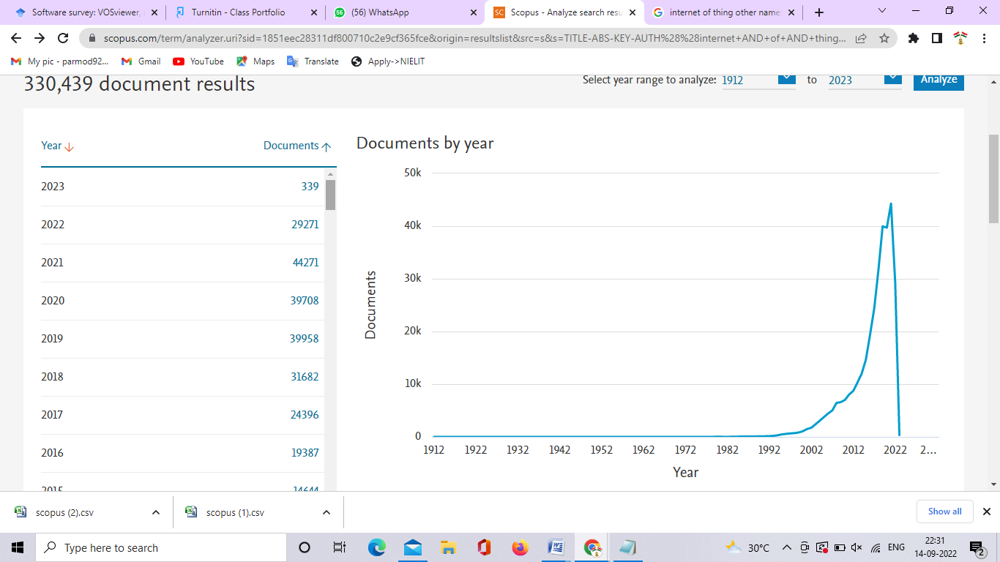 Software survey: VOSviewer,
Turnitin - Class Portfolio
(56) WhatsApp
Scopus - Analyze search resu
internet of thing other name
scopus.com/term/analyzer.uri?sid=1851eec28311df800710c2e9cf365fce&origin=resultslist&src=s&s=TITLE-ABS-KEY-AUTH%28%28internet+AND+of+AND+thing...
My pic - parmod92...
Gmail
YouTube
Maps
Translate
Apply->NIELIT
330,439 document results
Select year range to analyze: 1912 to 2023 Analyze
Year Documents
2023 339
2022 29271
2021 44271
2020 39708
2019 39958
2018 31682
2017 24396
2016 19387
2015 14644
Documents by year
50k
40k
30k
20k
10k
0
Documents
1912 1922 1932 1942 1952 1962 1972 1982 1992 2002 2012 2022 2...
Year
scopus (2).csv
scopus (1).csv
Show all
Type here to search
30°C
ENG
22:31
14-09-2022
2